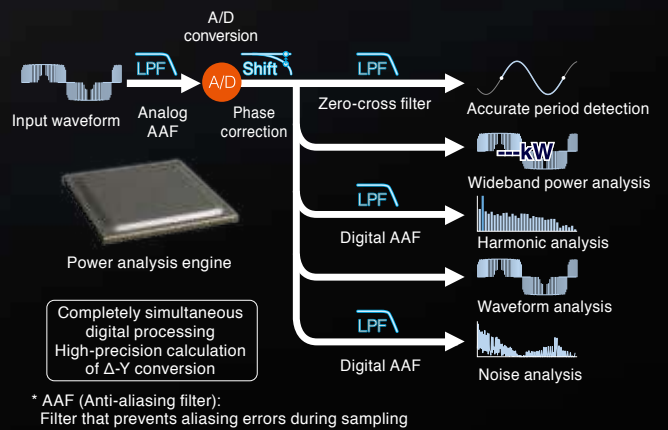 A/D
conversion
LPF
A/D
Shift
LPF
Input waveform
Analog
AAF
Phase
correction
Zero-cross filter
Accurate period detection
---kW
Wideband power analysis
LPF
Digital AAF
Harmonic analysis
Power analysis engine
Waveform analysis
Completely simultaneous
digital processing
High-precision calculation
of Δ-Y conversion
LPF
Digital AAF
Noise analysis
* AAF (Anti-aliasing filter):
Filter that prevents aliasing errors during sampling